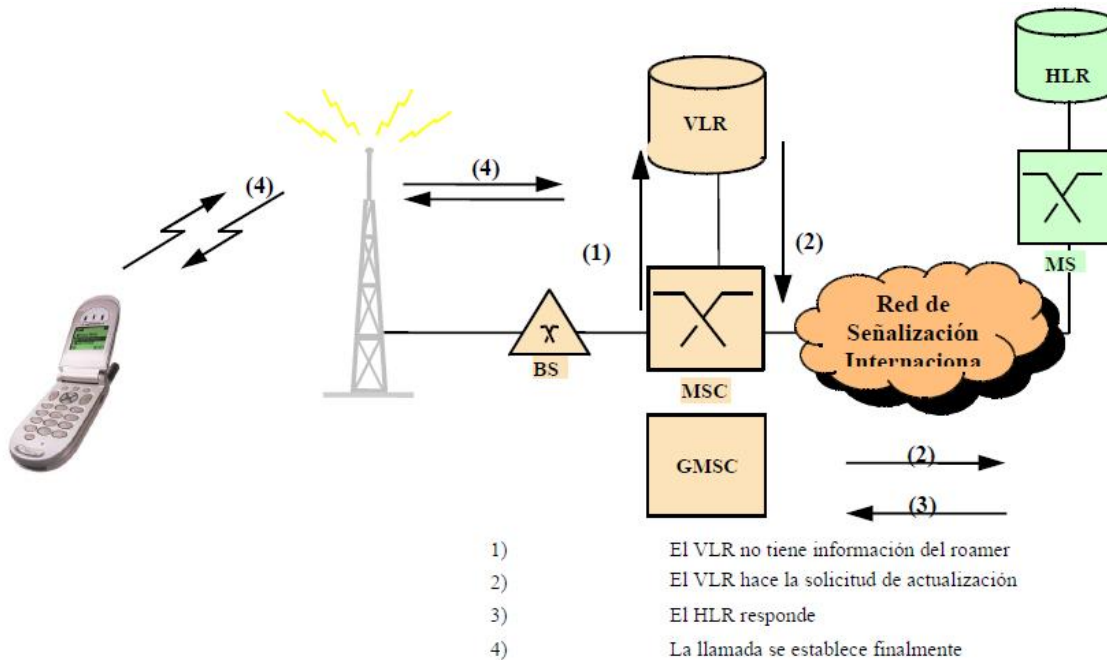 HLR
VLR
(4)
(4)
(1)
(2)
MS
Red de
Señalización
Internaciona
BS
MSC
GMSC
(2)
(3)
1) El VLR no tiene información del roamer
2) El VLR hace la solicitud de actualización
3) El HLR responde
4) La llamada se establece finalmente